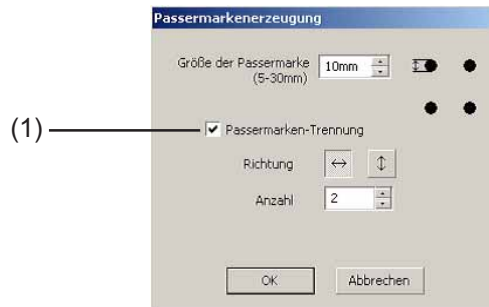 Passermarkenerzeugung
Größe der Passermarke 10mm
(5-30mm)
(1)
Passermarken-Trennung
Richtung
Anzahl 2
OK Abbrechen